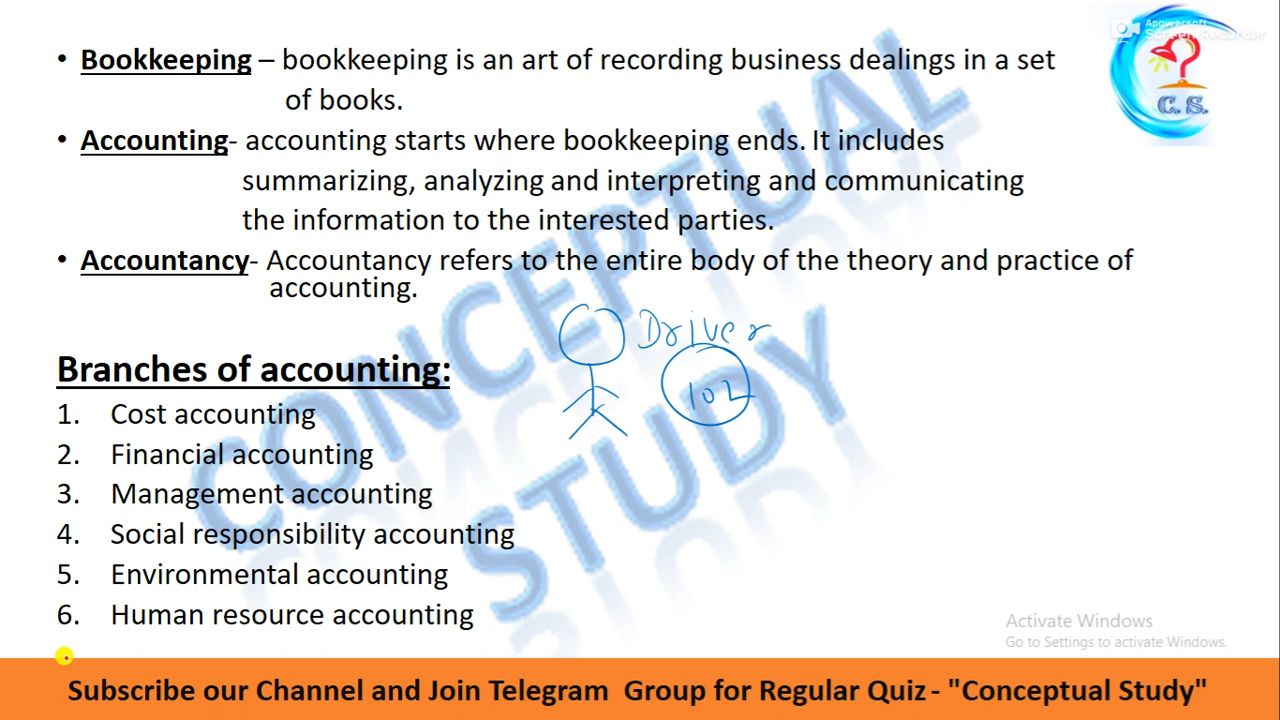 Apowersoft
Screen Recorder
C. S.
• Bookkeeping – bookkeeping is an art of recording business dealings in a set
of books.
• Accounting- accounting starts where bookkeeping ends. It includes
summarizing, analyzing and interpreting and communicating
the information to the interested parties.
• Accountancy- Accountancy refers to the entire body of the theory and practice of
accounting.
Driver
102
Branches of accounting:
1. Cost accounting
2. Financial accounting
3. Management accounting
4. Social responsibility accounting
5. Environmental accounting
6. Human resource accounting
CONCEPTUAL
STUDY
Activate Windows
Go to Settings to activate Windows.
Subscribe our Channel and Join Telegram Group for Regular Quiz - "Conceptual Study"